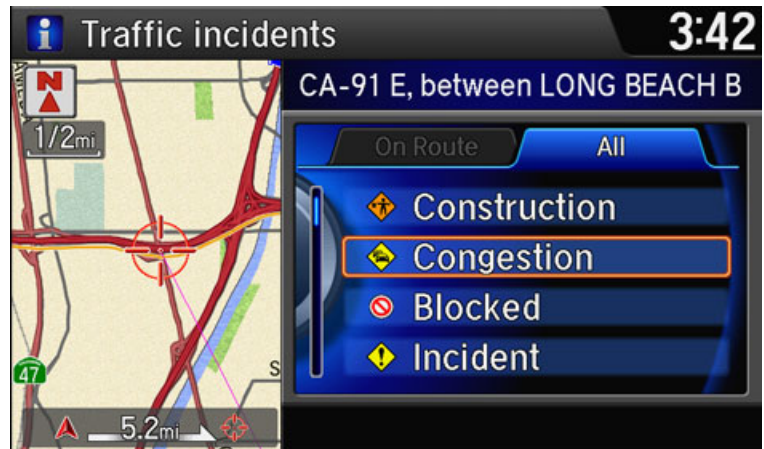 i Traffic incidents 3:42
N
1/2mi
CA-91 E, between LONG BEACH B
On Route All
Construction
Congestion
Blocked
Incident
47
S
5.2mi